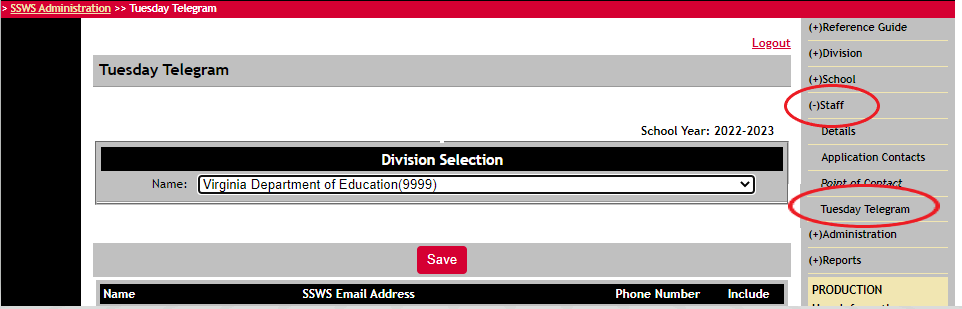 > SSWS Administration >> Tuesday Telegram
Logout
Tuesday Telegram
School Year: 2022-2023
Division Selection
Name: Virginia Department of Education(9999)
Save
Name SSWS Email Address Phone Number Include
(+)Reference Guide
(+)Division
(+)School
(-)Staff
Details
Application Contacts
Point of Contact
Tuesday Telegram
(+)Administration
(+)Reports
PRODUCTION